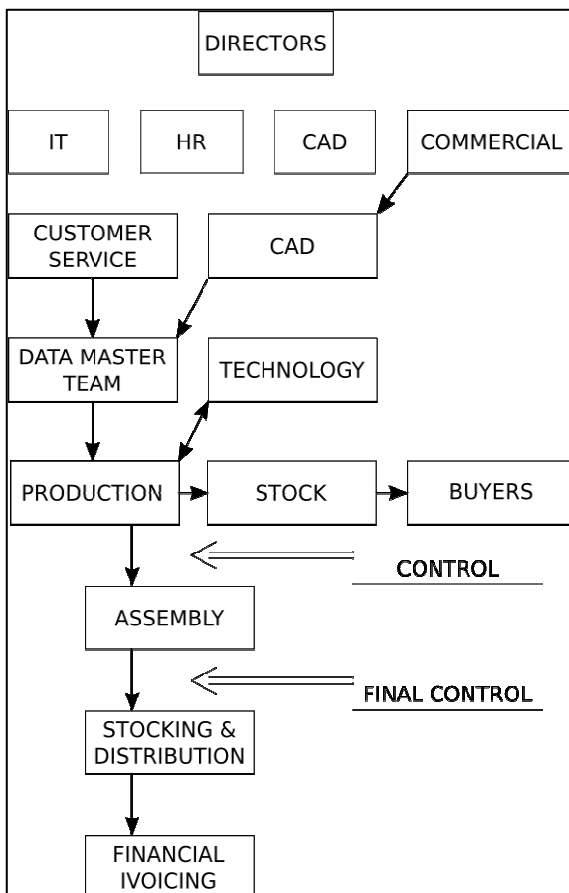 DIRECTORS
IT
HR
CAD
COMMERCIAL
CUSTOMER
SERVICE
CAD
DATA MASTER
TEAM
TECHNOLOGY
PRODUCTION
STOCK
BUYERS
CONTROL
ASSEMBLY
FINAL CONTROL
STOCKING &
DISTRIBUTION
FINANCIAL
IVOICING